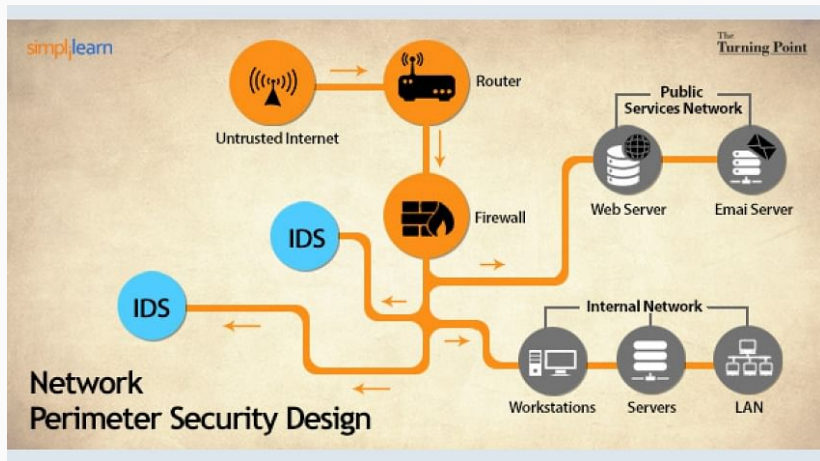 simplilearn
The
Turning Point
Router
Untrusted Internet
Public
Services Network
Firewall
Web Server
Emai Server
IDS
IDS
Internal Network
Workstations
Servers
LAN
Network
Perimeter Security Design